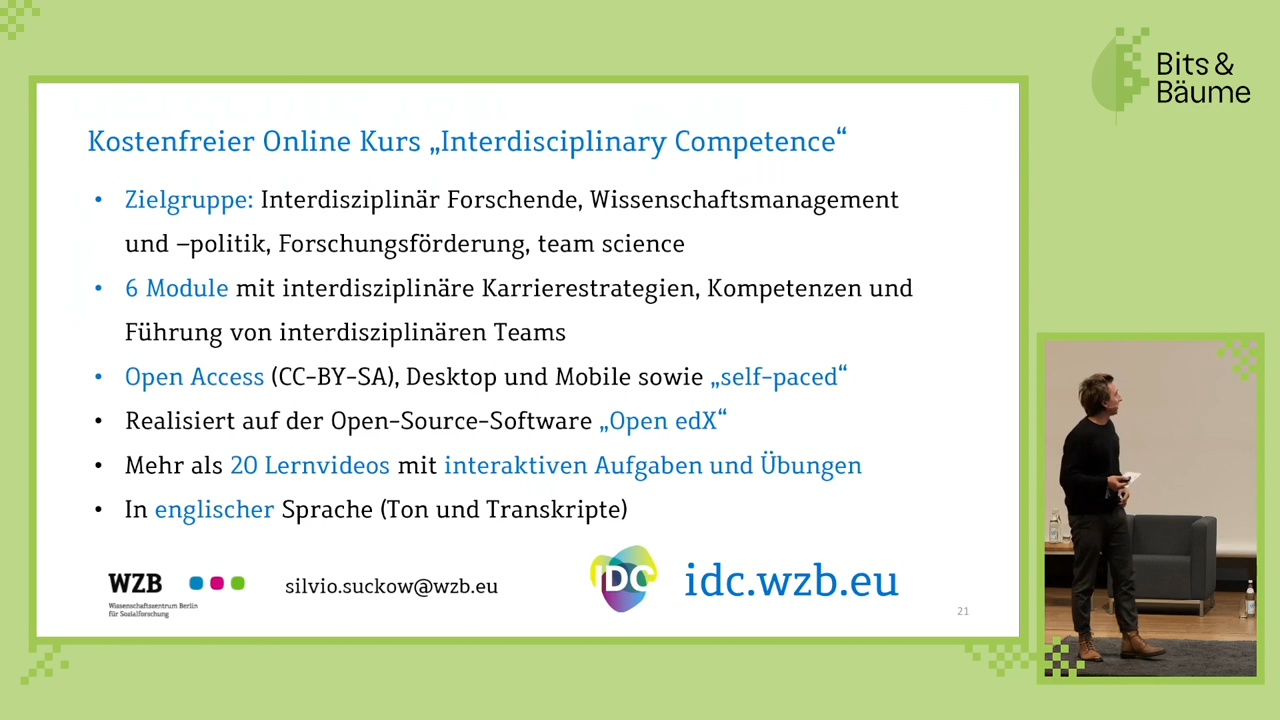 Bits &
Bäume
Kostenfreier Online Kurs „Interdisciplinary Competence“
• Zielgruppe: Interdisziplinär Forschende, Wissenschaftsmanagement
und –politik, Forschungsförderung, team science
• 6 Module mit interdisziplinäre Karrierestrategien, Kompetenzen und
Führung von interdisziplinären Teams
• Open Access (CC-BY-SA), Desktop und Mobile sowie „self-paced“
• Realisiert auf der Open-Source-Software „Open edX“
• Mehr als 20 Lernvideos mit interaktiven Aufgaben und Übungen
• In englischer Sprache (Ton und Transkripte)
WZB
Wissenschaftszentrum Berlin
für Sozialforschung
silvio.suckow@wzb.eu
IDC
idc.wzb.eu
21